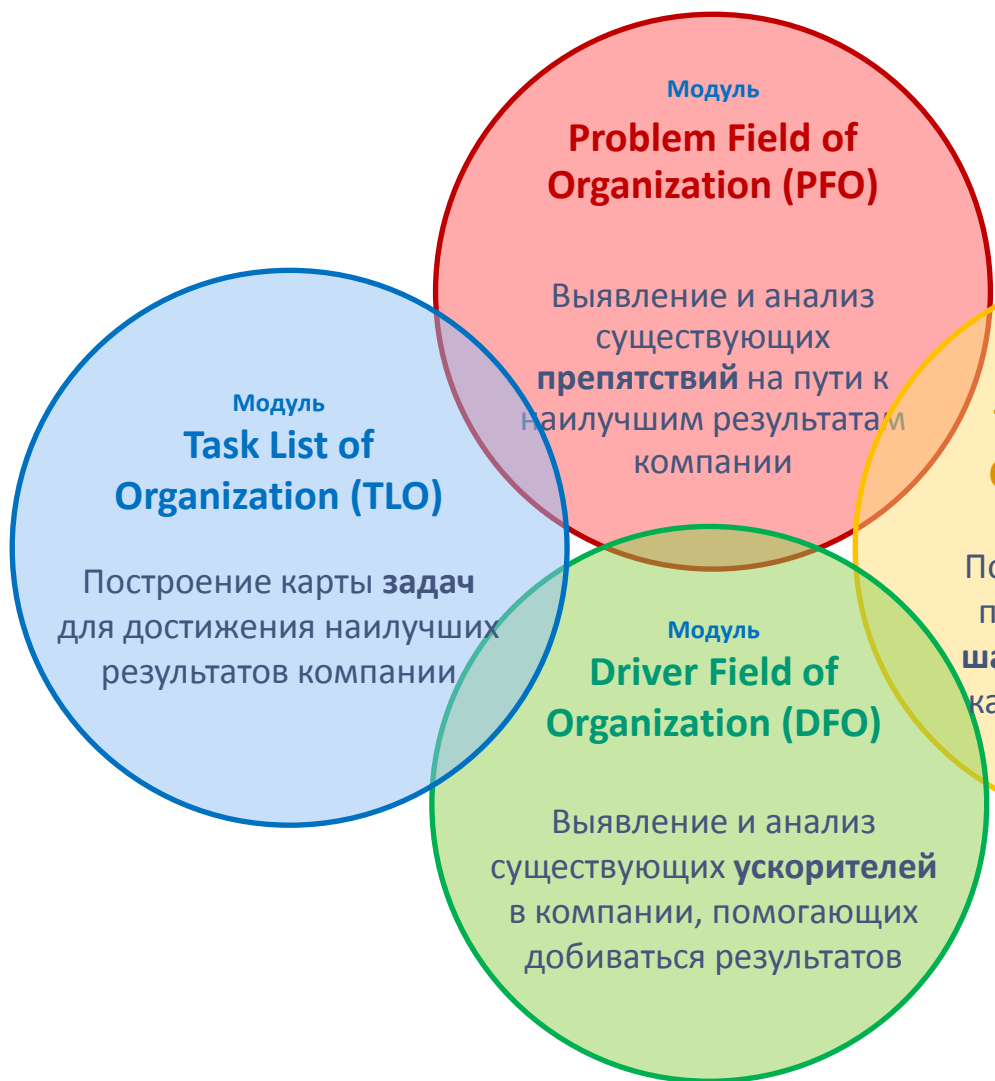 Модуль
Problem Field of
Organization (PFO)
Выявление и анализ
существующих
препятствий на пути к
наилучшим результатам
компании
Модуль
Task List of
Organization (TLO)
Построение карты задач
для достижения наилучших
результатов компании
Модуль
Driver Field of
Organization (DFO)
Выявление и анализ
существующих ускорителей
в компании, помогающих
добиваться результатов